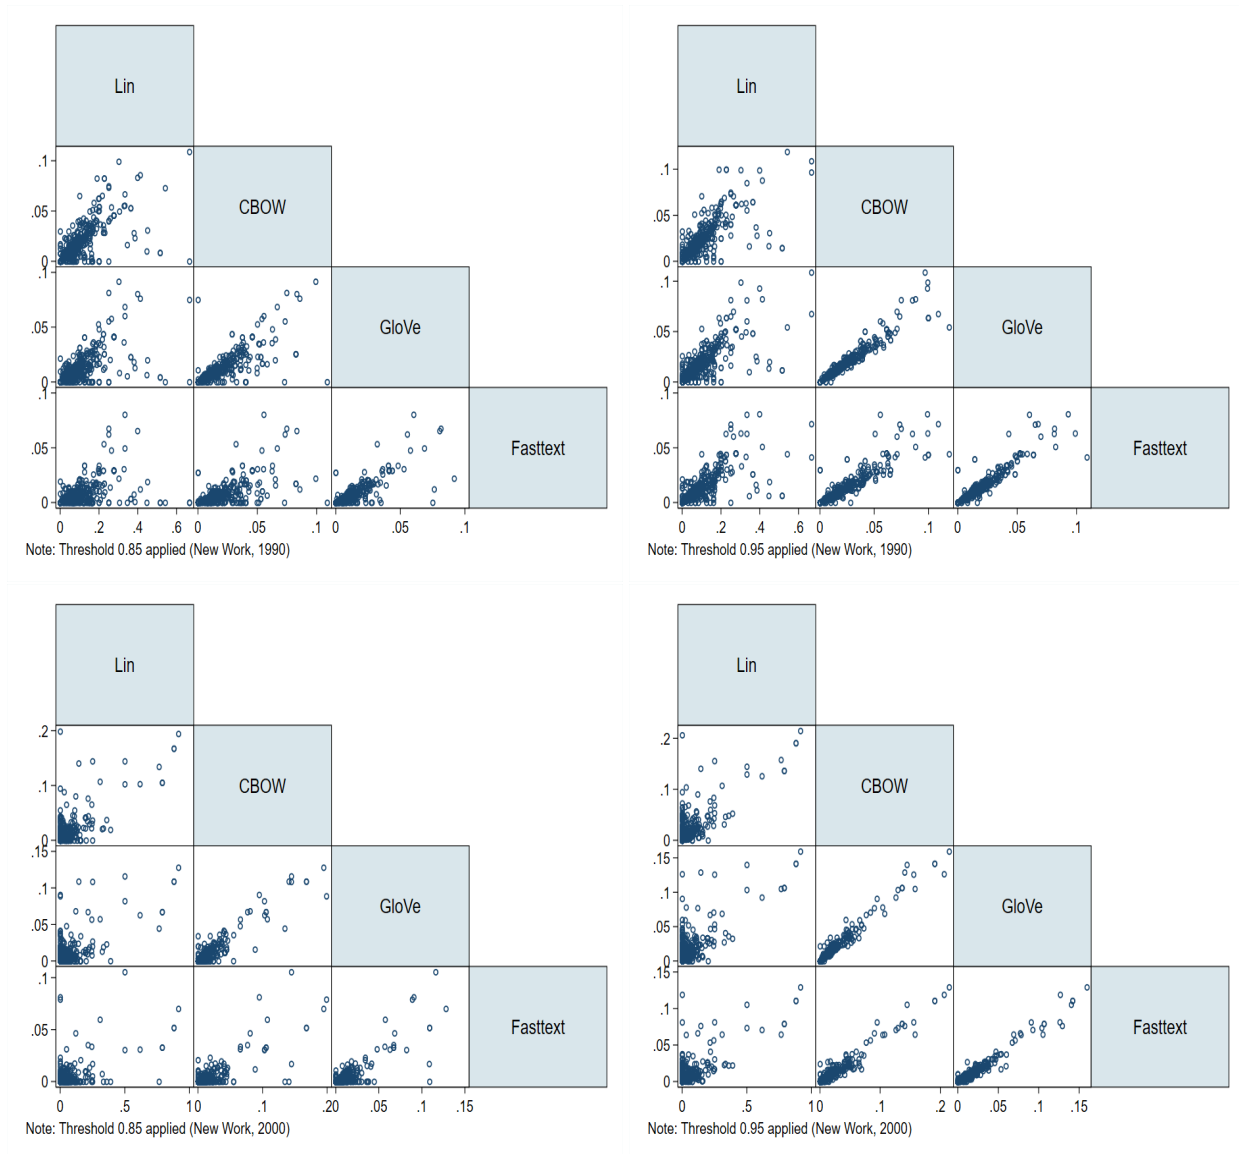 Lin
.1
.05
0
CBOW
.1
.05
0
GloVe
.1
.05
0
Fasttext
0 .2 .4 .6 0 .05 .1 0 .05 .1
Note: Threshold 0.85 applied (New Work, 1990)
Lin
.1
.05
0
CBOW
.1
.05
0
GloVe
.1
.05
0
Fasttext
0 .2 .4 .6 0 .05 .1 0 .05 .1
Note: Threshold 0.95 applied (New Work, 1990)
Lin
.2
.1
0
CBOW
.15
.1
.05
0
GloVe
.1
.05
0
Fasttext
0 .5 1 0 .1 .2 0 .05 .1 .15
Note: Threshold 0.85 applied (New Work, 2000)
Lin
.2
.1
0
CBOW
.15
.1
.05
0
GloVe
.15
.1
.05
0
Fasttext
0 .5 1 0 .1 .2 0 .05 .1 .15
Note: Threshold 0.95 applied (New Work, 2000)